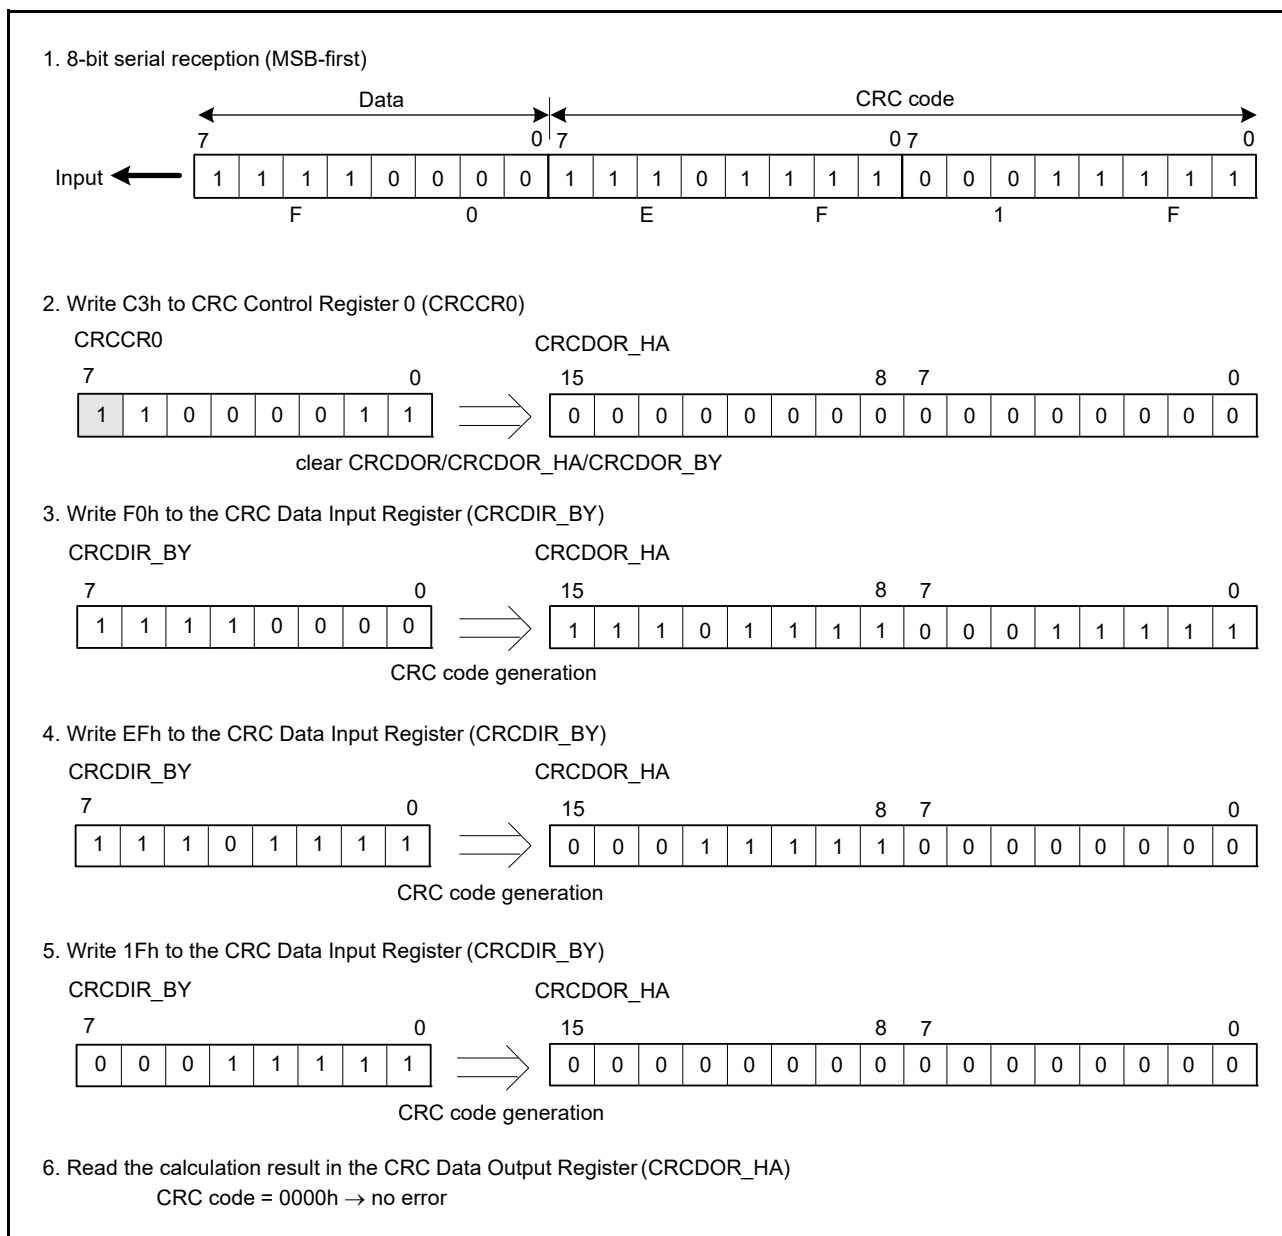 1. 8-bit serial reception (MSB-first)
Data CRC code
7 0 7 0 7 0
Input 1 1 1 1 0 0 0 0 1 1 1 0 1 1 1 1 0 0 0 1 1 1 1 1
F 0 E F 1 F
2. Write C3h to CRC Control Register 0 (CRCCR0)
CRCCR0 CRCDOR_HA
7 0 15 8 7 0
1 1 0 0 0 0 1 1 0 0 0 0 0 0 0 0 0 0 0 0 0 0 0 0
clear CRCDOR/CRCDOR_HA/CRCDOR_BY
3. Write F0h to the CRC Data Input Register (CRCDIR_BY)
CRCDIR_BY CRCDOR_HA
7 0 15 8 7 0
1 1 1 1 0 0 0 0 1 1 1 0 1 1 1 1 0 0 0 1 1 1 1 1
CRC code generation
4. Write EFh to the CRC Data Input Register (CRCDIR_BY)
CRCDIR_BY CRCDOR_HA
7 0 15 8 7 0
1 1 1 0 1 1 1 1 0 0 0 1 1 1 1 1 0 0 0 0 0 0 0 0
CRC code generation
5. Write 1Fh to the CRC Data Input Register (CRCDIR_BY)
CRCDIR_BY CRCDOR_HA
7 0 15 8 7 0
0 0 0 1 1 1 1 1 0 0 0 0 0 0 0 0 0 0 0 0 0 0 0 0
CRC code generation
6. Read the calculation result in the CRC Data Output Register (CRCDOR_HA)
CRC code = 0000h → no error